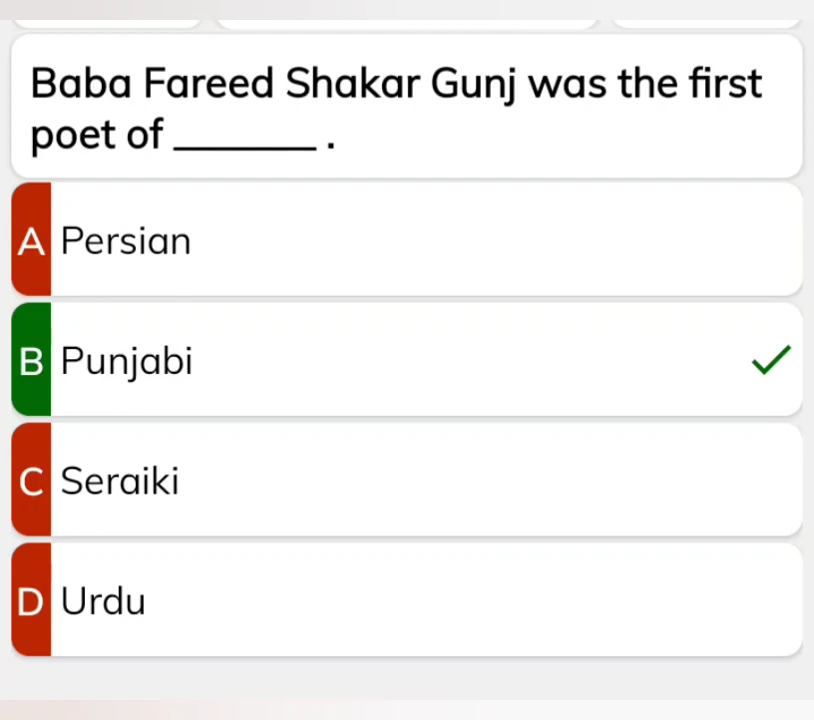 Baba Fareed Shakar Gunj was the first
poet of _______ .
A Persian
B Punjabi
C Seraiki
D Urdu